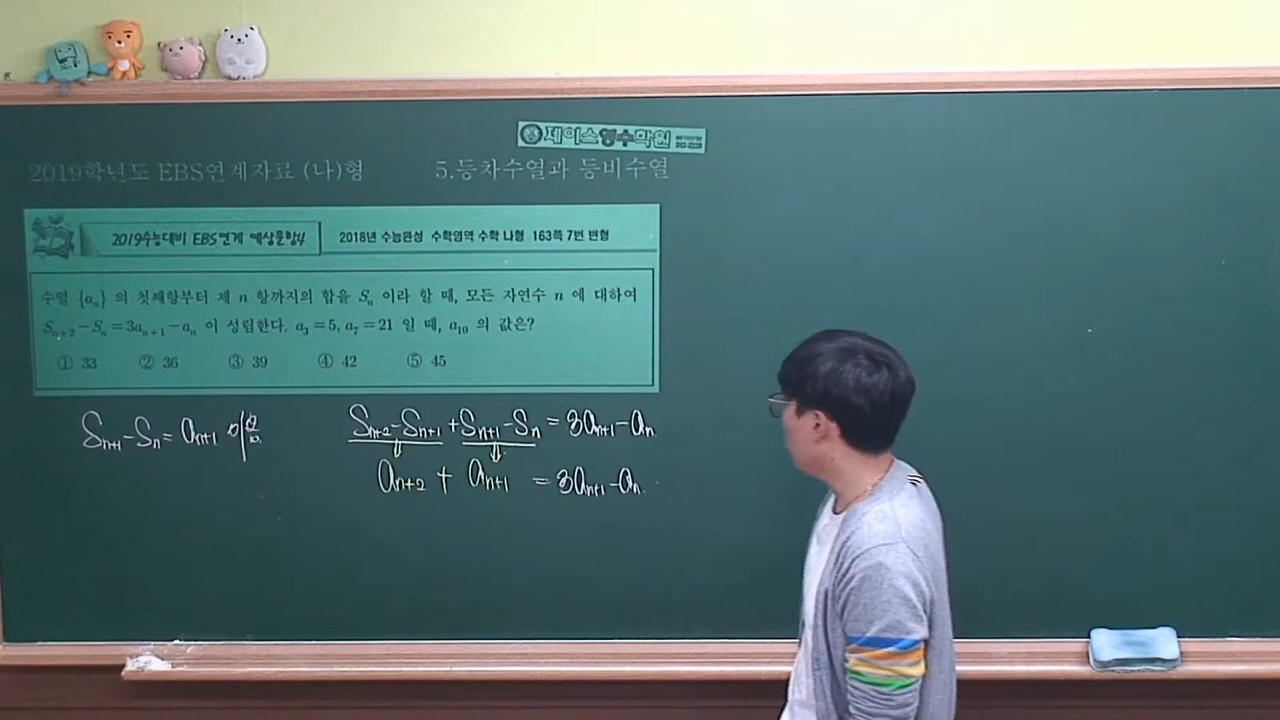 제이스영수학원
2019학년도 EBS연계자료 (나)형 5.등차수열과 등비수열
2019수능대비 EBS연계 예상문항4 2018년 수능완성 수학영역 수학 나형 163쪽 7번 변형
수열 {aₙ} 의 첫째항부터 제 n 항까지의 합을 Sₙ 이라 할 때, 모든 자연수 n 에 대하여
Sₙ₊₂−Sₙ=3aₙ₊₁−aₙ 이 성립한다. a₃=5, a₇=21 일 때, a₁₀ 의 값은?
① 33 ② 36 ③ 39 ④ 42 ⑤ 45
Sₙ₊₁−Sₙ=aₙ₊₁ Sₙ₊₂−Sₙ₊₁+Sₙ₊₁−Sₙ=3aₙ₊₁−aₙ.
aₙ₊₂ + aₙ₊₁ = 3aₙ₊₁−aₙ.